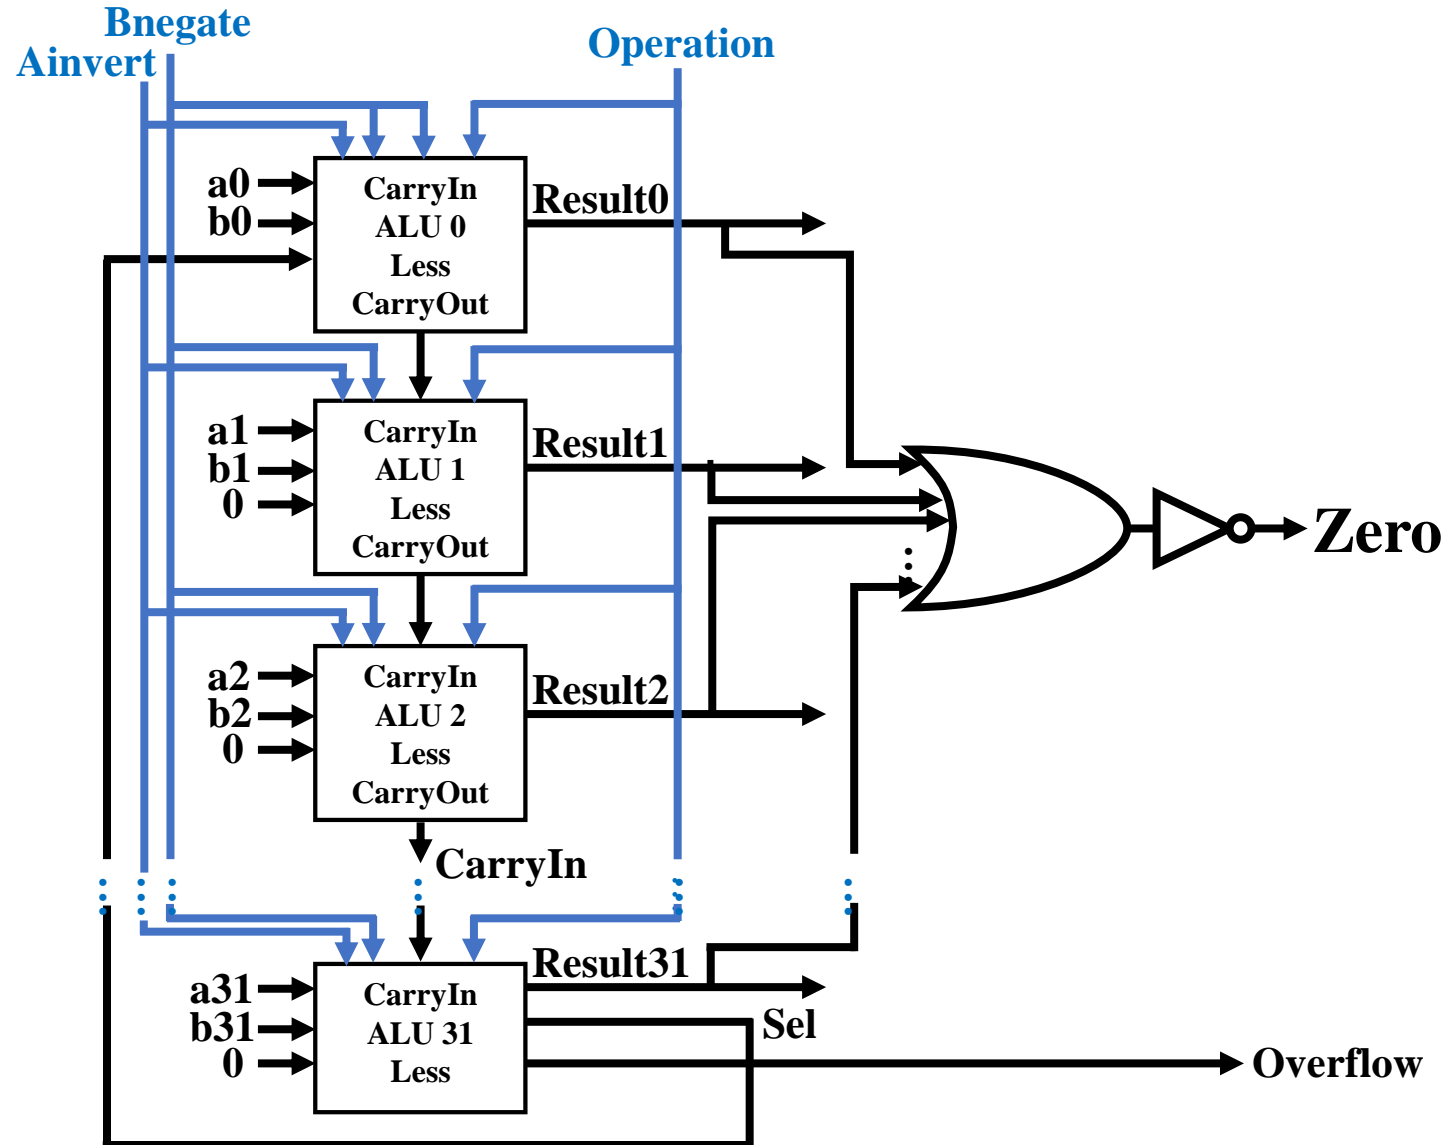 Bnegate
Ainvert
Operation
a0
b0
CarryIn
ALU 0
Less
CarryOut
Result0
a1
b1
0
CarryIn
ALU 1
Less
CarryOut
Result1
Zero
a2
b2
0
CarryIn
ALU 2
Less
CarryOut
Result2
CarryIn
a31
b31
0
CarryIn
ALU 31
Less
Result31
Sel
Overflow